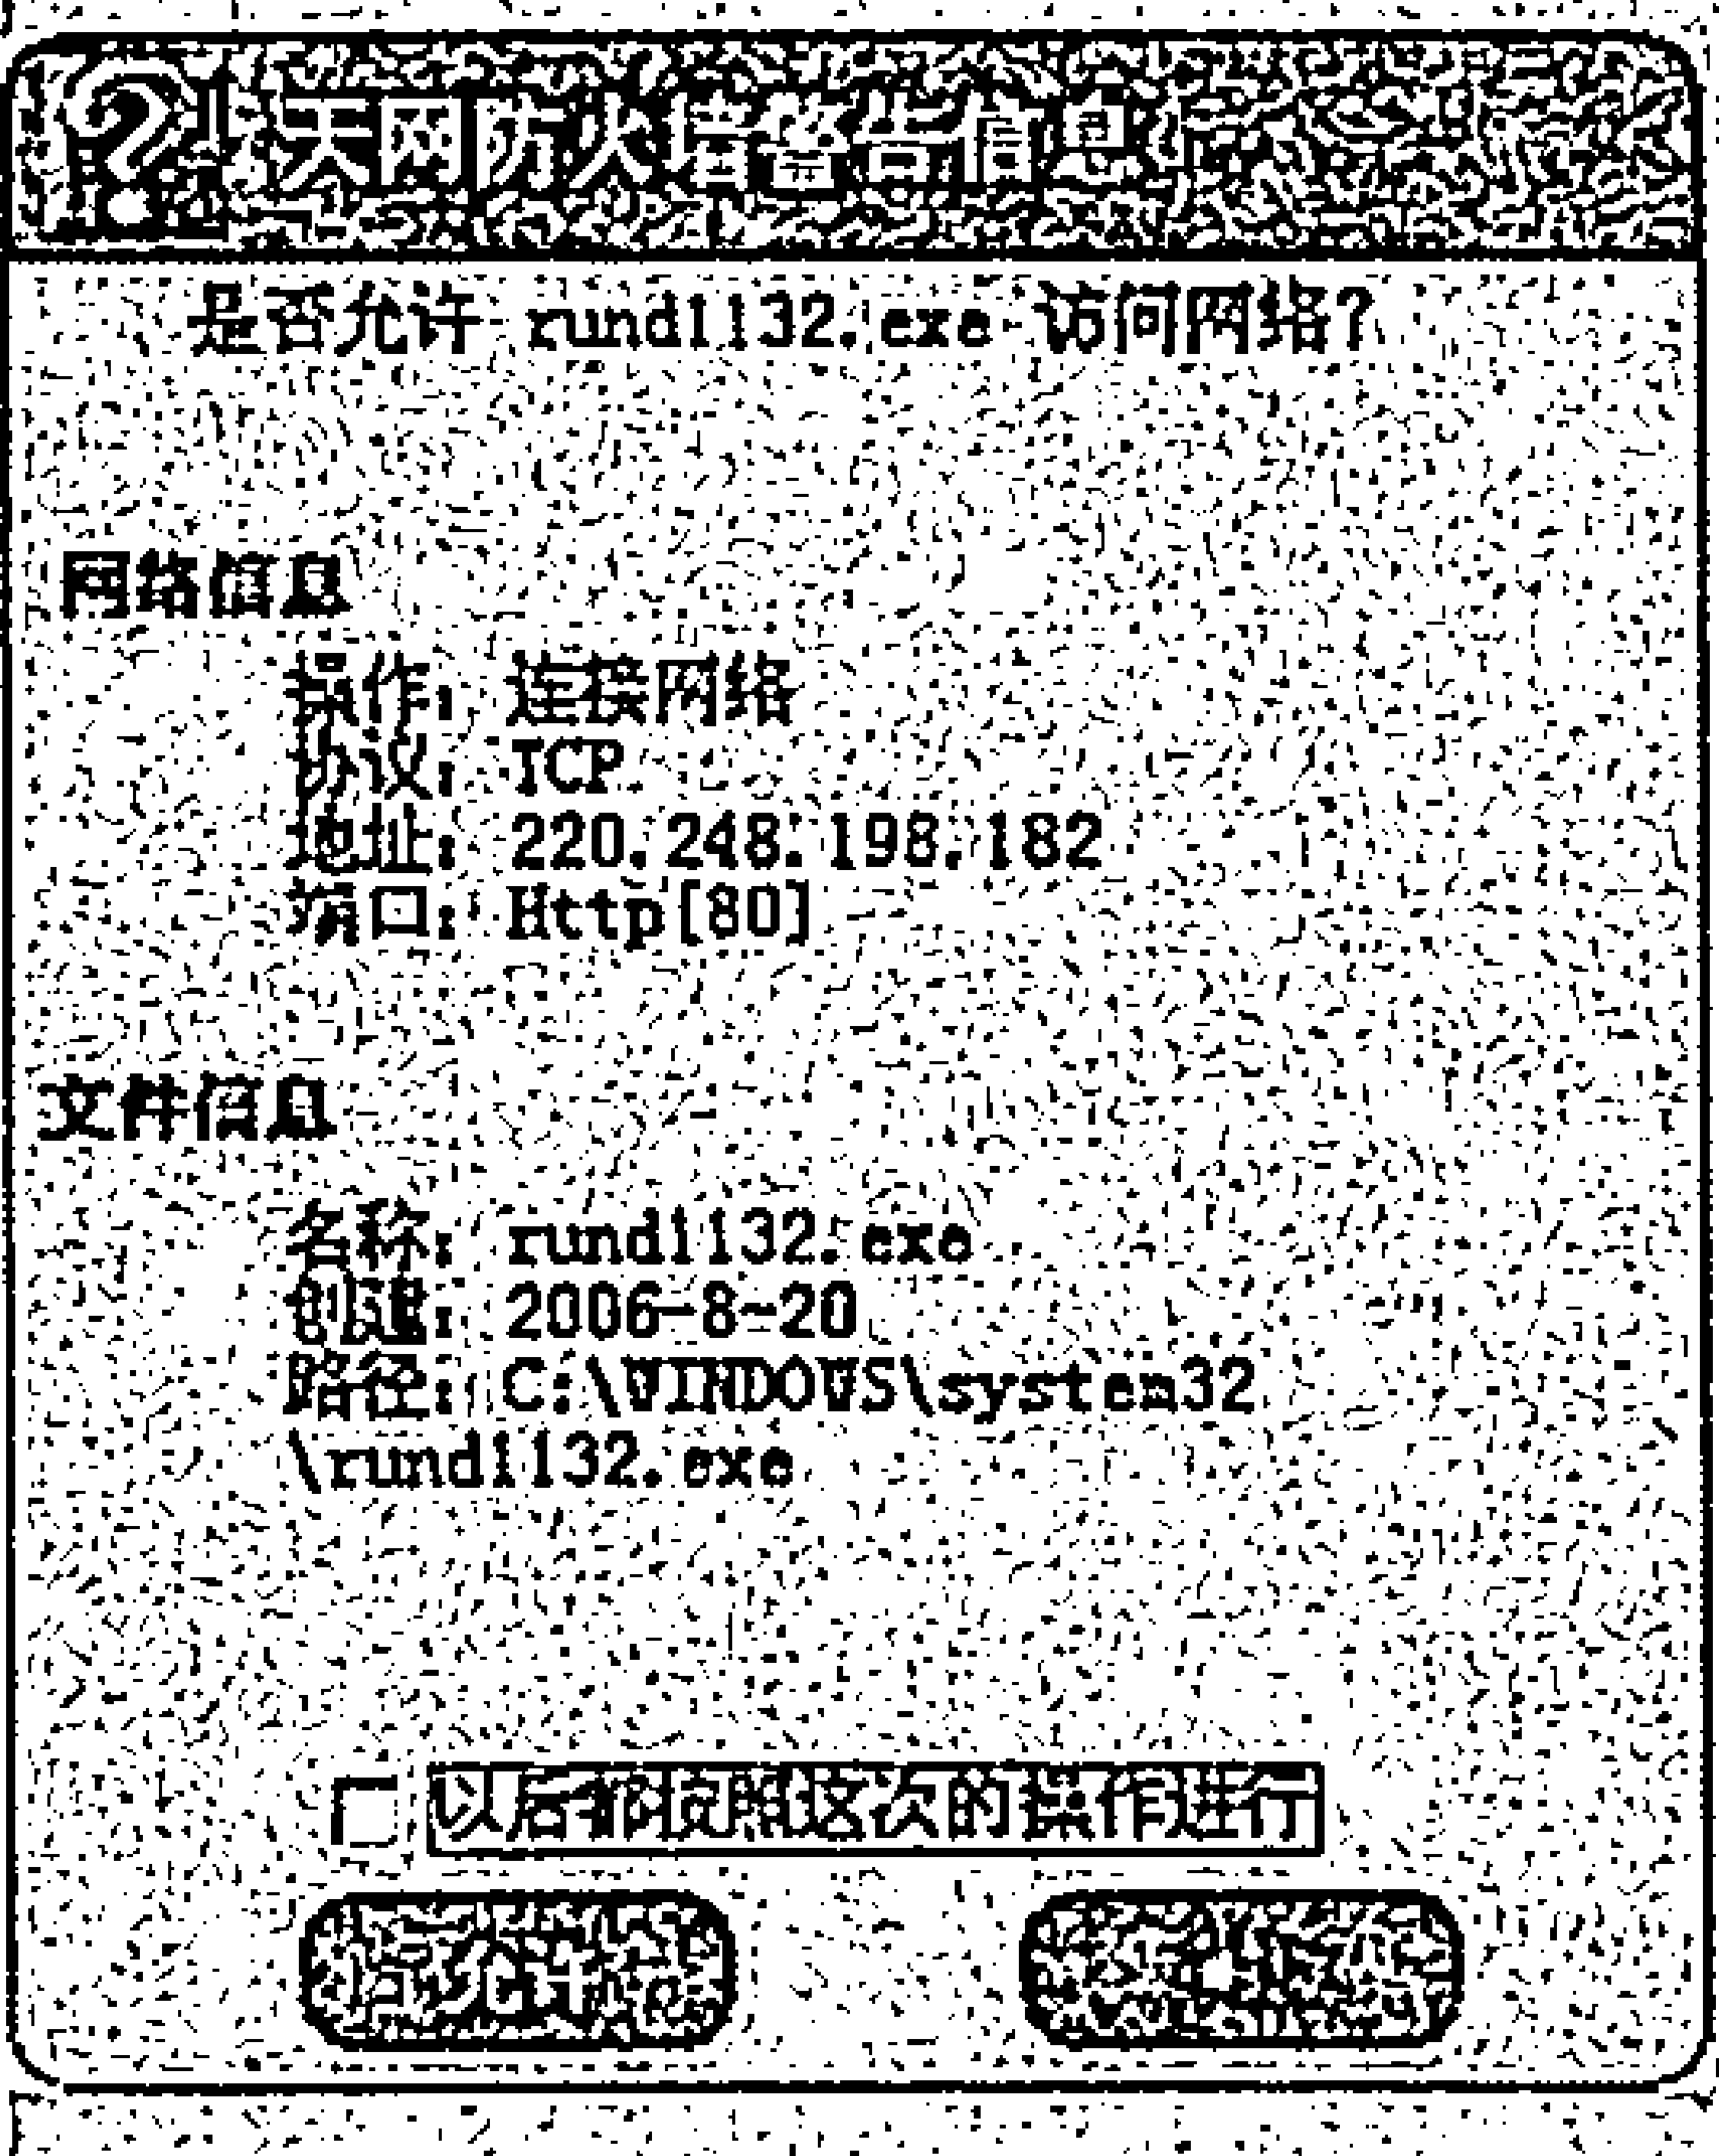 天网防火墙警告信息
是否允许 rundll32.exe 访问网络?
网络信息
操作: 连接网络
协议: TCP
地址: 220.248.198.182
端口: Http[80]
文件信息
名称: rundll32.exe
创建: 2006-8-20
路径: C:\WINDOWS\system32
\rundll32.exe
以后都按照这次的操作进行
允许